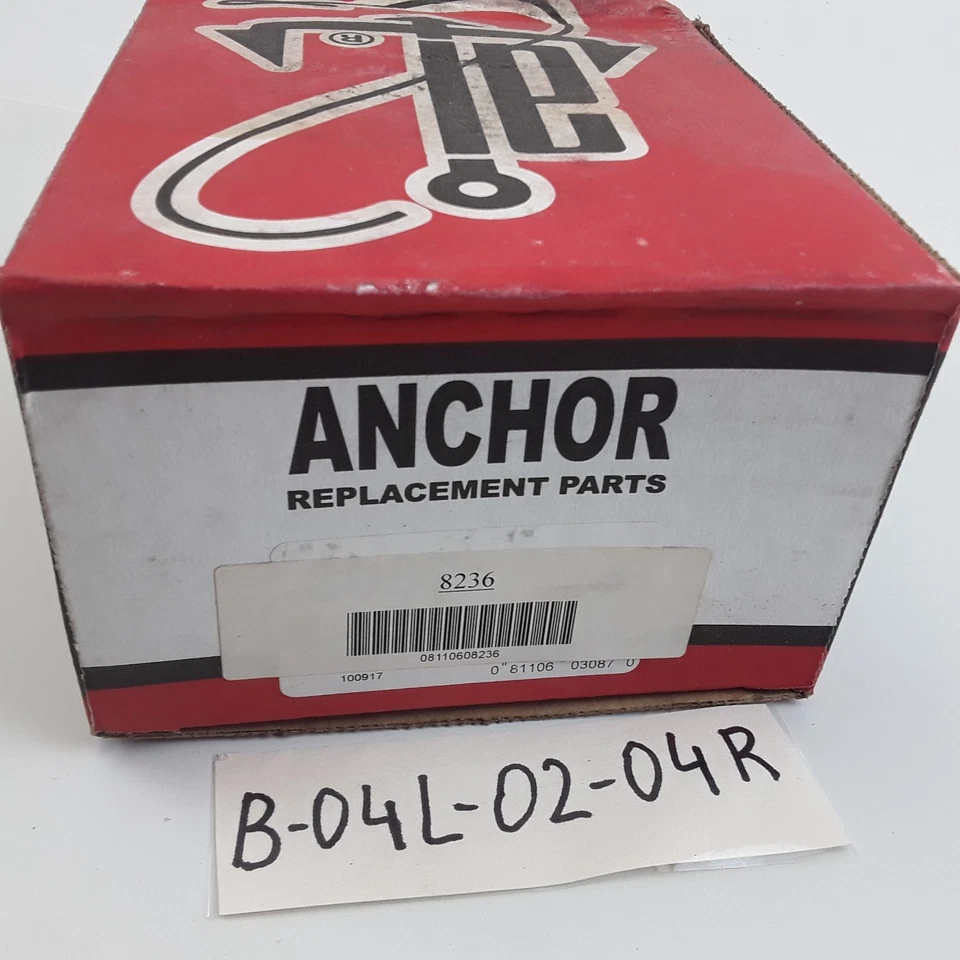 ®
ANCHOR
REPLACEMENT PARTS
8236
08110608236
100917
0 81106 03087 0
B-04L-02-04R